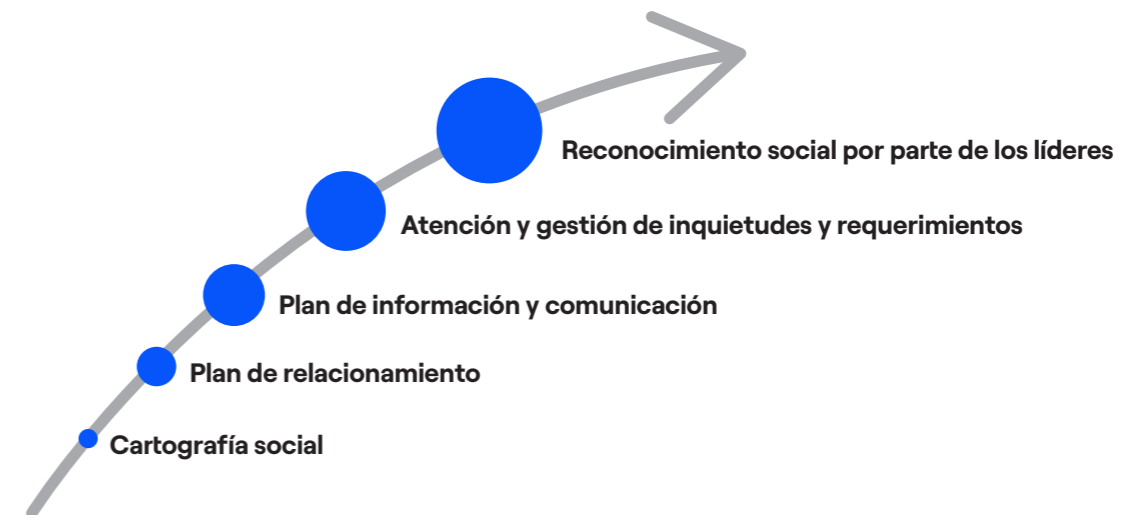 Reconocimiento social por parte de los líderes
Atención y gestión de inquietudes y requerimientos
Plan de información y comunicación
Plan de relacionamiento
Cartografía social